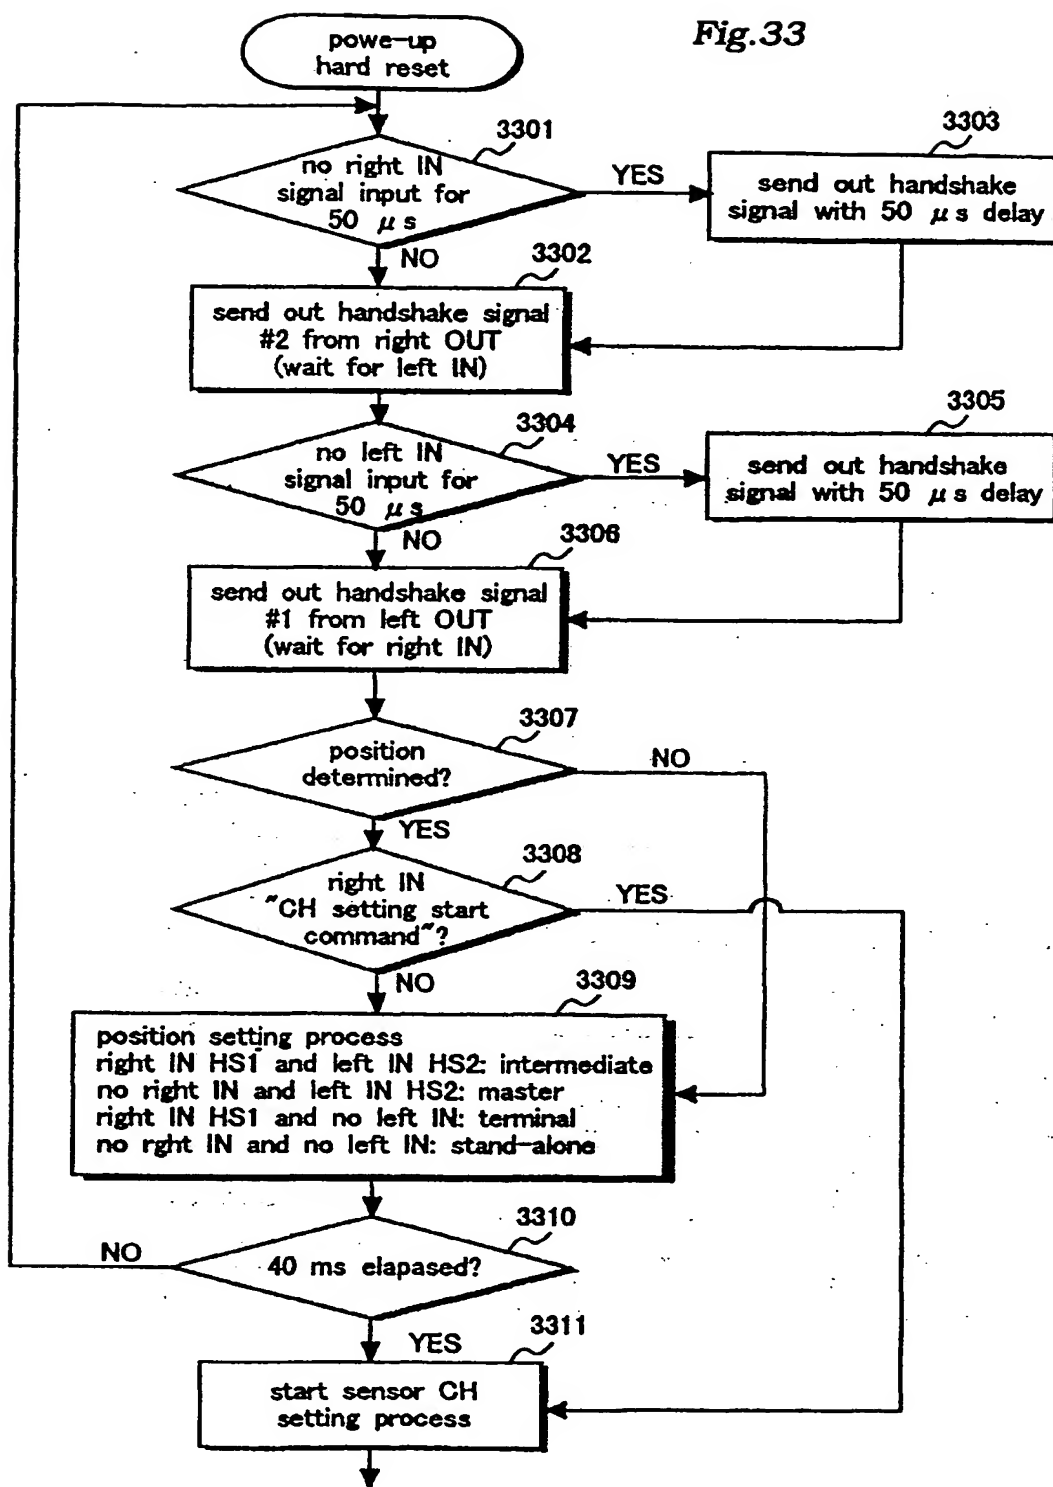 Fig.33
powe-up
hard reset
3301
no right IN
signal input for
50 μs
YES
3303
send out handshake
signal with 50 μs delay
NO
3302
send out handshake signal
#2 from right OUT
(wait for left IN)
3304
no left IN
signal input for
50 μs
YES
3305
send out handshake
signal with 50 μs delay
NO
3306
send out handshake signal
#1 from left OUT
(wait for right IN)
3307
position
determined?
NO
YES
3308
right IN
"CH setting start
command"?
YES
NO
3309
position setting process
right IN HS1 and left IN HS2: intermediate
no right IN and left IN HS2: master
right IN HS1 and no left IN: terminal
no rght IN and no left IN: stand-alone
3310
40 ms elapased?
NO
YES
3311
start sensor CH
setting process